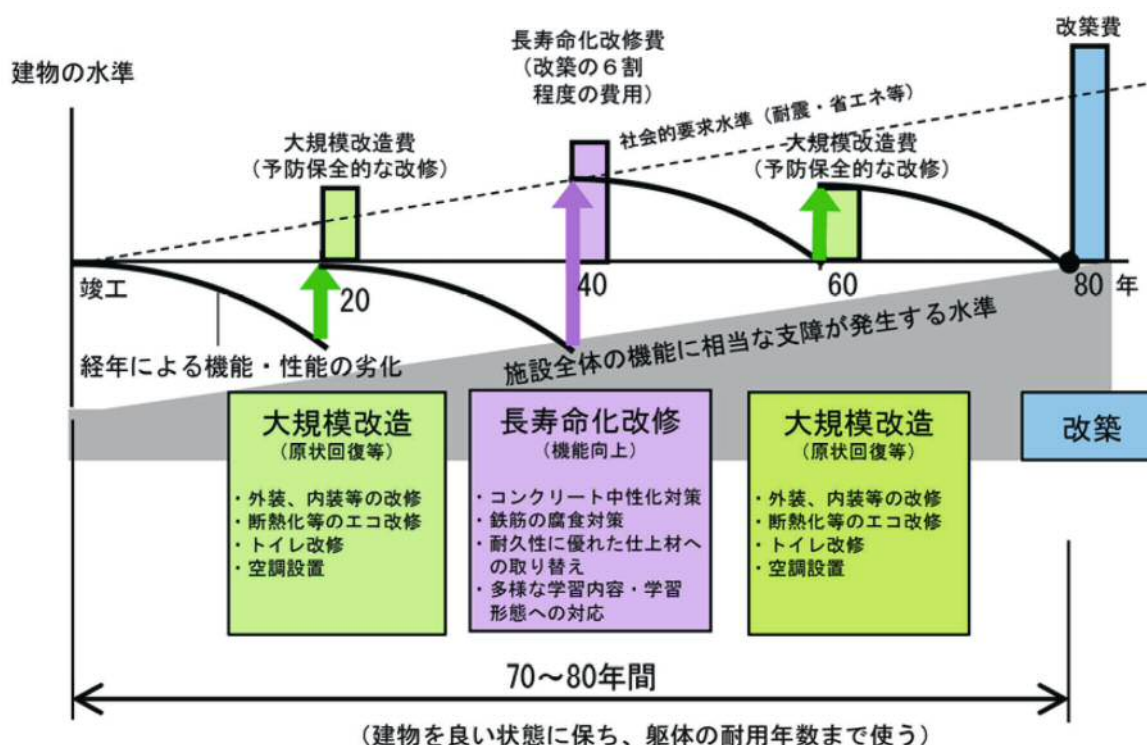 改築費
長寿命化改修費
（改築の６割
程度の費用）
建物の水準
社会的要求水準（耐震・省エネ等）
大規模改造費
（予防保全的な改修）
大規模改造費
（予防保全的な改修）
竣工
20
40
60
80 年
経年による機能・性能の劣化
施設全体の機能に相当な支障が発生する水準
大規模改造
（原状回復等）
・外装、内装等の改修
・断熱化等のエコ改修
・トイレ改修
・空調設置
長寿命化改修
（機能向上）
・コンクリート中性化対策
・鉄筋の腐食対策
・耐久性に優れた仕上材へ
の取り替え
・多様な学習内容・学習
形態への対応
大規模改造
（原状回復等）
・外装、内装等の改修
・断熱化等のエコ改修
・トイレ改修
・空調設置
改築
70～80年間
（建物を良い状態に保ち、躯体の耐用年数まで使う）